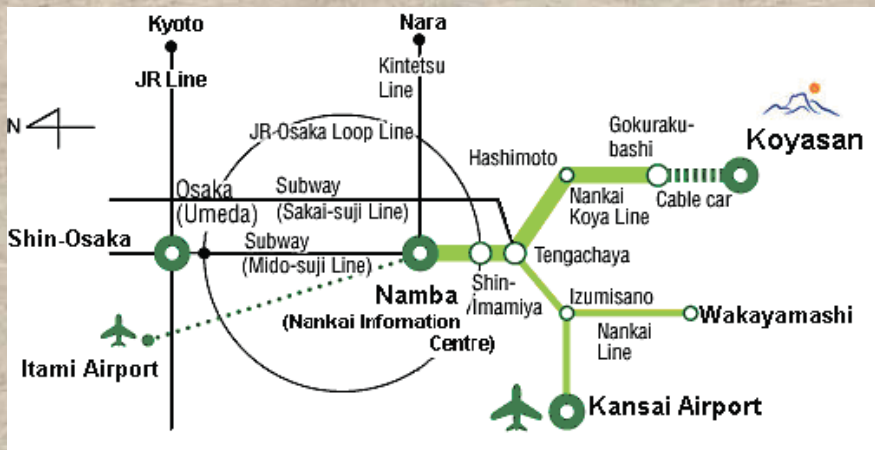 Kyoto
Nara
JR Line
Kintetsu
Line
N
JR Osaka Loop Line
Gokuraku-
bashi
Koyasan
Hashimoto
Nankai
Koya Line
Cable car
Osaka
(Umeda)
Subway
(Sakai-suji Line)
Shin-Osaka
Subway
(Mido-suji Line)
Tengachaya
Namba
(Nankai Infomation
Centre)
Shin-
Imamiya
Izumisano
Wakayamashi
Nankai
Line
Itami Airport
Kansai Airport